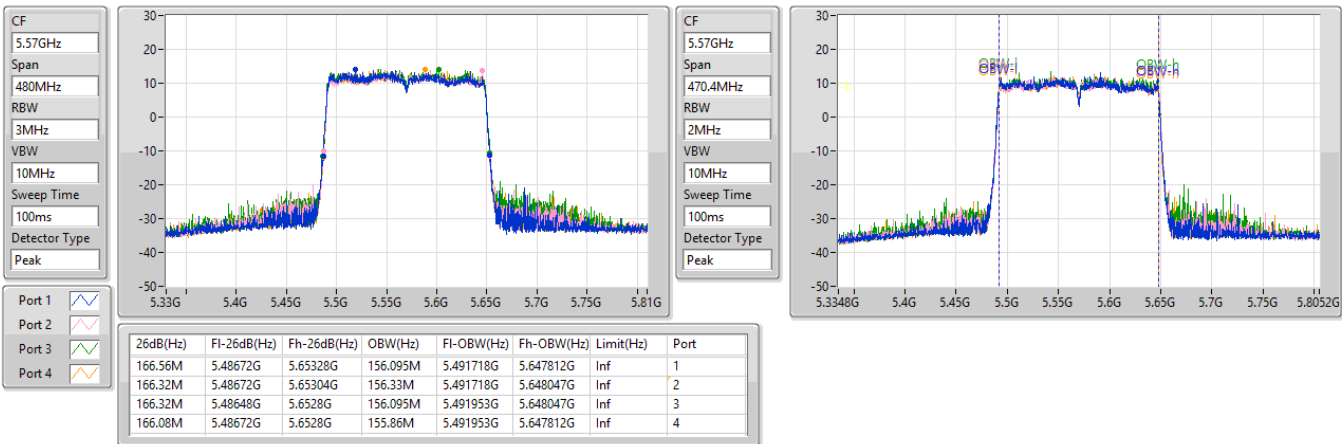 CF
5.57GHz
Span
480MHz
RBW
3MHz
VBW
10MHz
Sweep Time
100ms
Detector Type
Peak
30
20
10
0
-10
-20
-30
-40
-50
5.33G 5.4G 5.45G 5.5G 5.55G 5.6G 5.65G 5.7G 5.75G 5.81G
CF
5.57GHz
Span
470.4MHz
RBW
2MHz
VBW
10MHz
Sweep Time
100ms
Detector Type
Peak
30
20
10
0
-10
-20
-30
-40
-50
OBW-h
5.3348G 5.4G 5.45G 5.5G 5.55G 5.6G 5.65G 5.7G 5.75G 5.8052G
Port 1
Port 2
Port 3
Port 4
26dB(Hz) Fl-26dB(Hz) Fh-26dB(Hz) OBW(Hz) Fl-OBW(Hz) Fh-OBW(Hz) Limit(Hz) Port
166.56M 5.48672G 5.65328G 156.095M 5.491718G 5.647812G Inf 1
166.32M 5.48672G 5.65304G 156.33M 5.491718G 5.648047G Inf 2
166.32M 5.48648G 5.6528G 156.095M 5.491953G 5.648047G Inf 3
166.08M 5.48672G 5.6528G 155.86M 5.491953G 5.647812G Inf 4